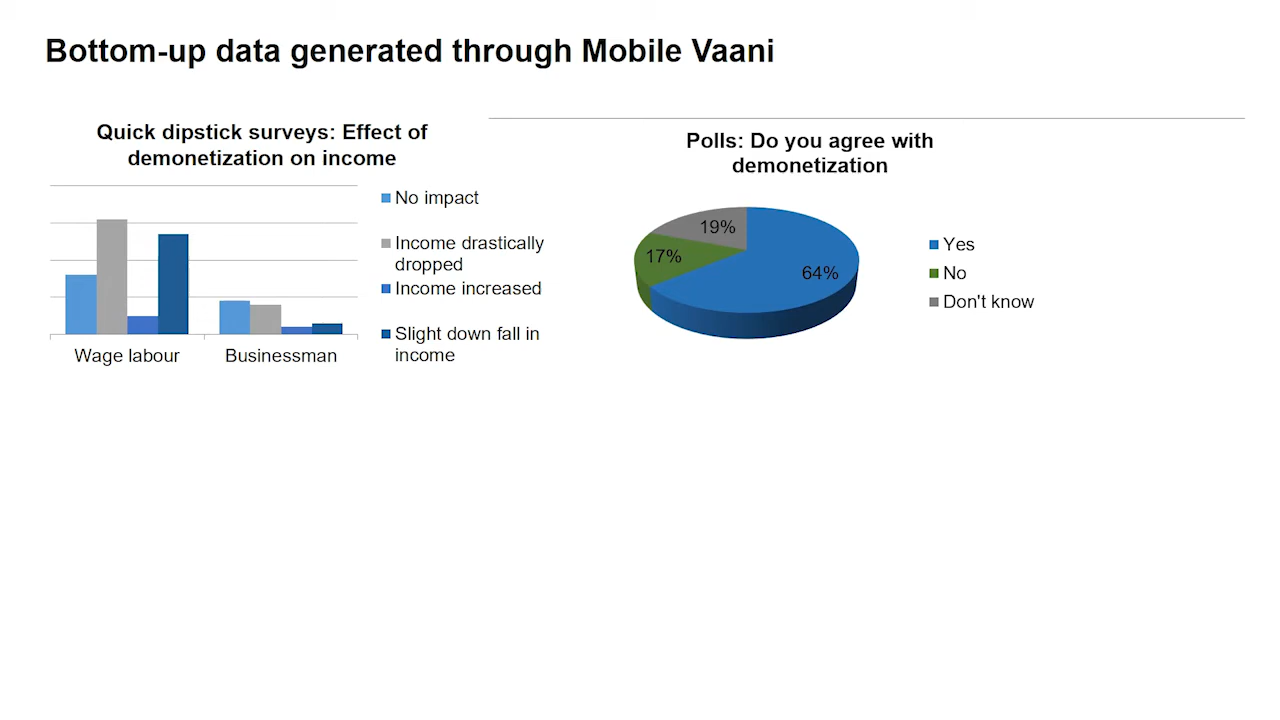 Bottom-up data generated through Mobile Vaani
Quick dipstick surveys: Effect of
demonetization on income
No impact
Income drastically
dropped
Income increased
Slight down fall in
income
Wage labour
Businessman
Polls: Do you agree with
demonetization
19%
17%
64%
Yes
No
Don't know